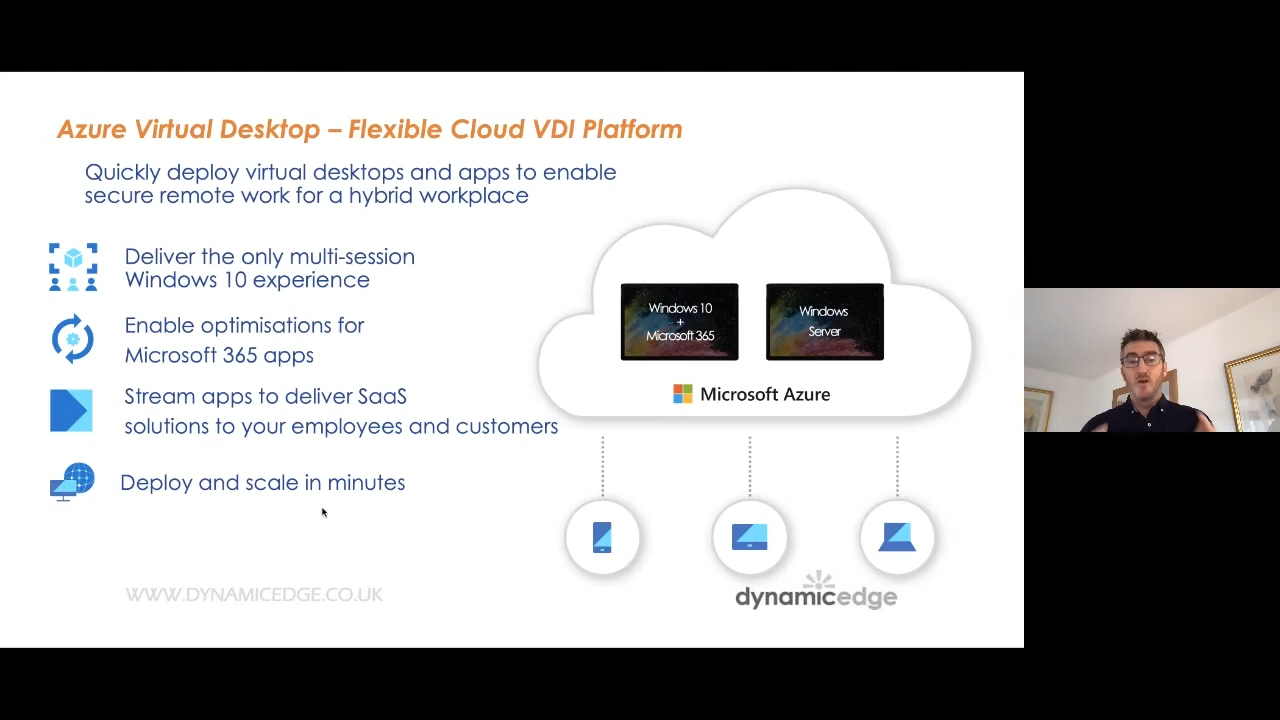 Azure Virtual Desktop – Flexible Cloud VDI Platform
Quickly deploy virtual desktops and apps to enable
secure remote work for a hybrid workplace
Deliver the only multi-session
Windows 10 experience
Enable optimisations for
Microsoft 365 apps
Stream apps to deliver SaaS
solutions to your employees and customers
Deploy and scale in minutes
Windows 10
+
Microsoft 365
Windows
Server
Microsoft Azure
WWW.DYNAMICEDGE.CO.UK
dynamicedge